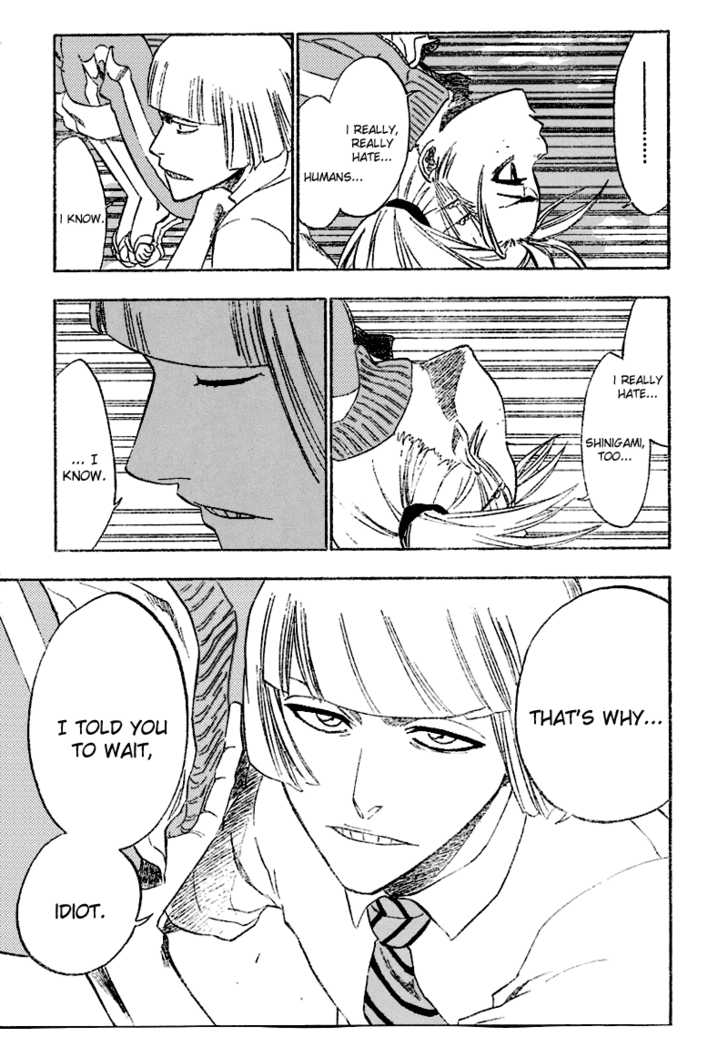 ..........
I REALLY,
REALLY
HATE...
HUMANS...
I KNOW.
I REALLY
HATE...
SHINIGAMI,
TOO...
... I
KNOW.
THAT'S WHY...
I TOLD YOU
TO WAIT,
IDIOT.